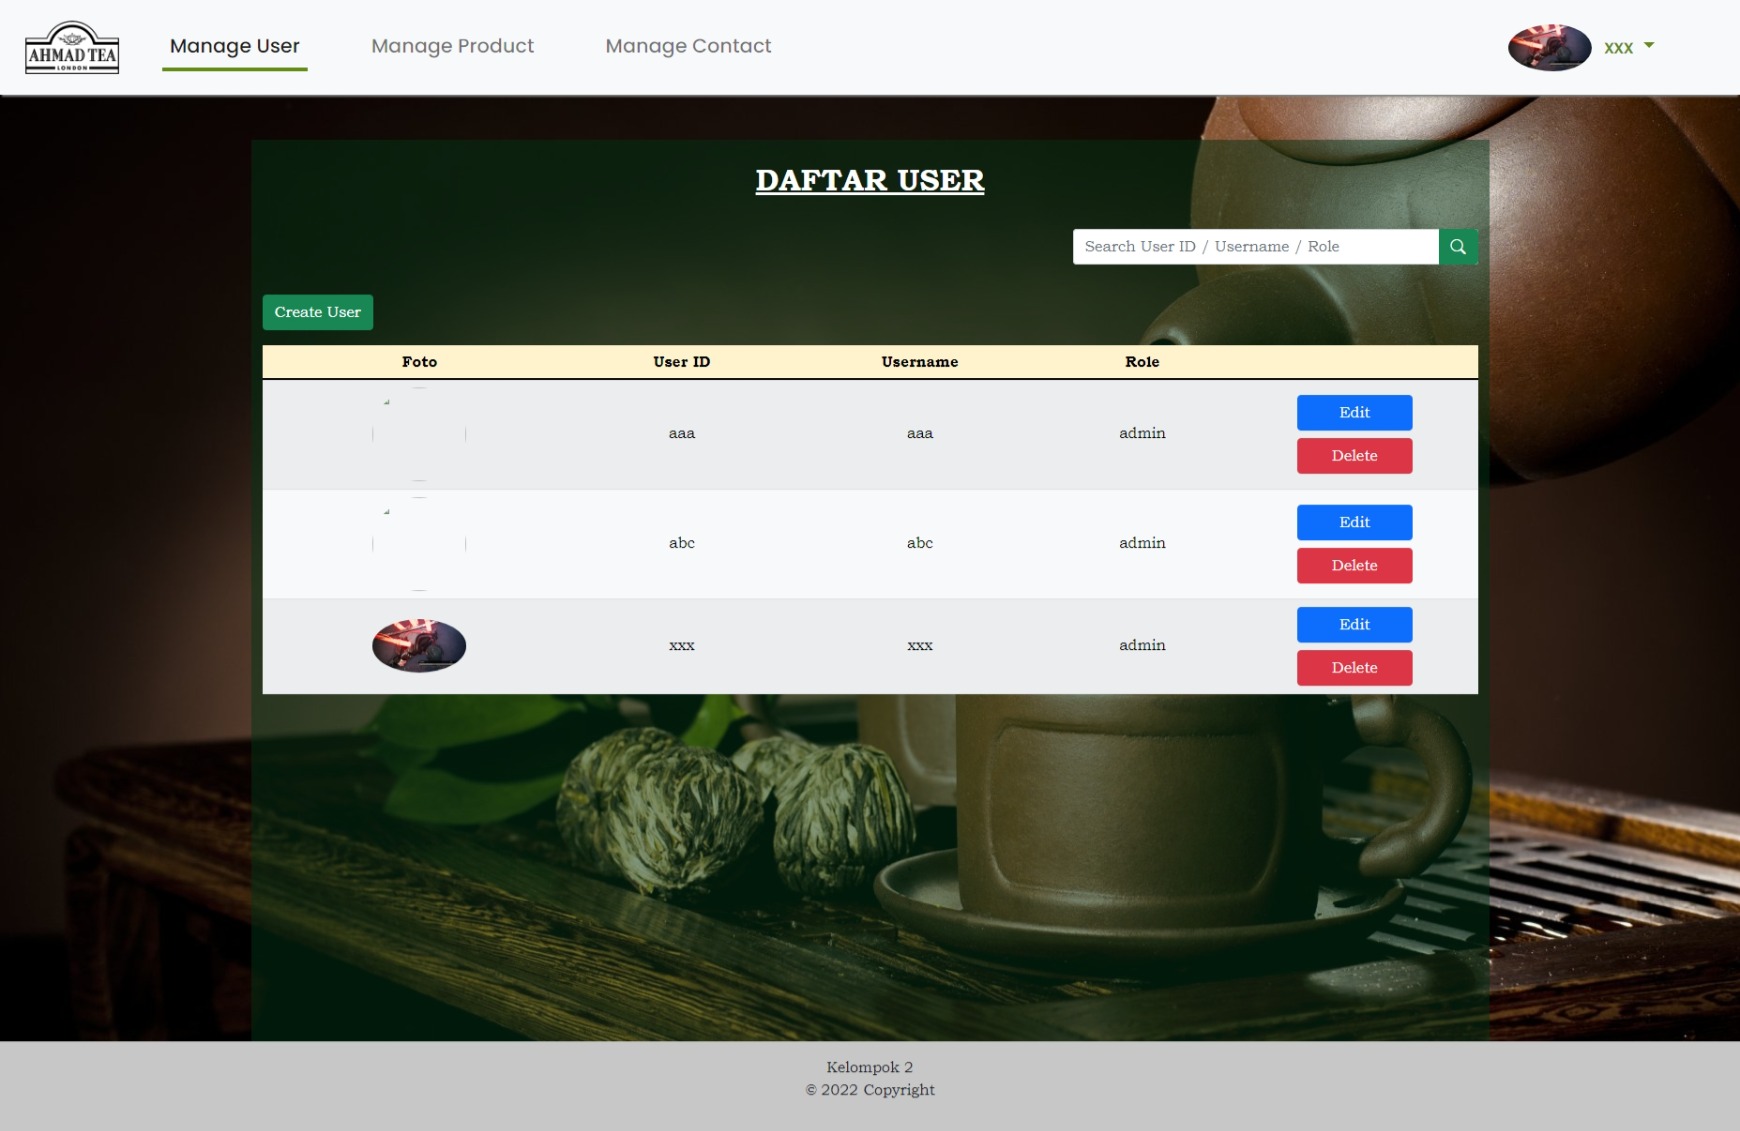 AHMAD TEA
LONDON
Manage User
Manage Product
Manage Contact
xxx
DAFTAR USER
Search User ID / Username / Role
Create User
Foto User ID Username Role
aaa aaa admin Edit
Delete
abc abc admin Edit
Delete
xxx xxx admin Edit
Delete
Kelompok 2
© 2022 Copyright